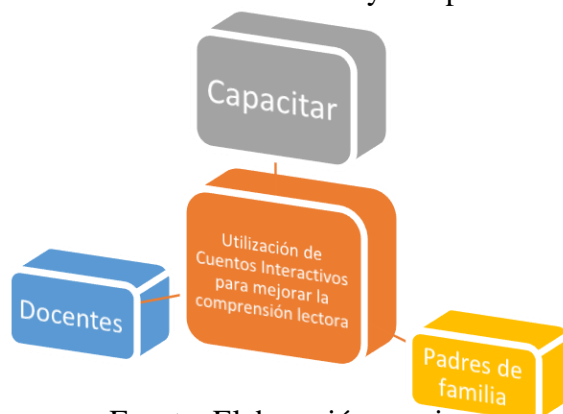 Capacitar
Utilización de
Cuentos Interactivos
para mejorar la
comprensión lectora
Docentes
Padres de
familia